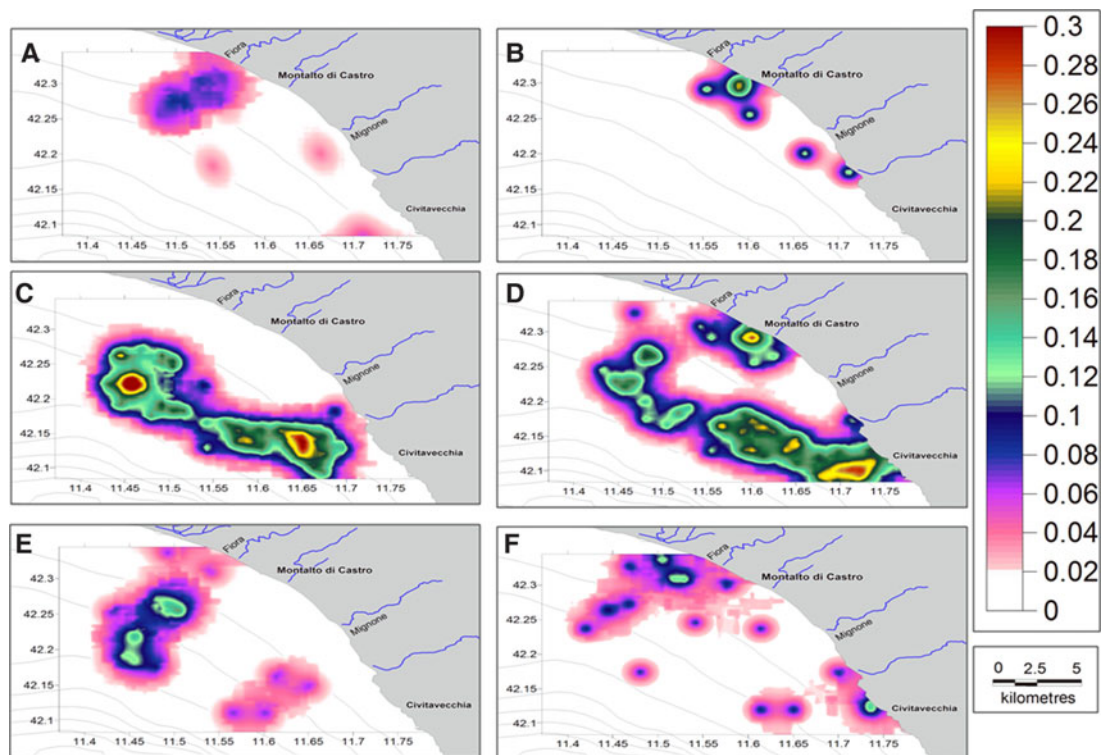 A
Fiora
Montalto di Castro
Mignone
Civitavecchia
42.3
42.25
42.2
42.15
42.1
11.4 11.45 11.5 11.55 11.6 11.65 11.7 11.75
B
Fiora
Montalto di Castro
Mignone
Civitavecchia
42.3
42.25
42.2
42.15
42.1
11.4 11.45 11.5 11.55 11.6 11.65 11.7 11.75
C
Fiora
Montalto di Castro
Mignone
Civitavecchia
42.3
42.25
42.2
42.15
42.1
11.4 11.45 11.5 11.55 11.6 11.65 11.7 11.75
D
Fiora
Montalto di Castro
Mignone
Civitavecchia
42.3
42.25
42.2
42.15
42.1
11.4 11.45 11.5 11.55 11.6 11.65 11.7 11.75
E
Fiora
Montalto di Castro
Mignone
Civitavecchia
42.3
42.25
42.2
42.15
42.1
11.4 11.45 11.5 11.55 11.6 11.65 11.7 11.75
F
Fiora
Montalto di Castro
Mignone
Civitavecchia
42.3
42.25
42.2
42.15
42.1
11.4 11.45 11.5 11.55 11.6 11.65 11.7 11.75
0.3
0.28
0.26
0.24
0.22
0.2
0.18
0.16
0.14
0.12
0.1
0.08
0.06
0.04
0.02
0
0 2.5 5
kilometres